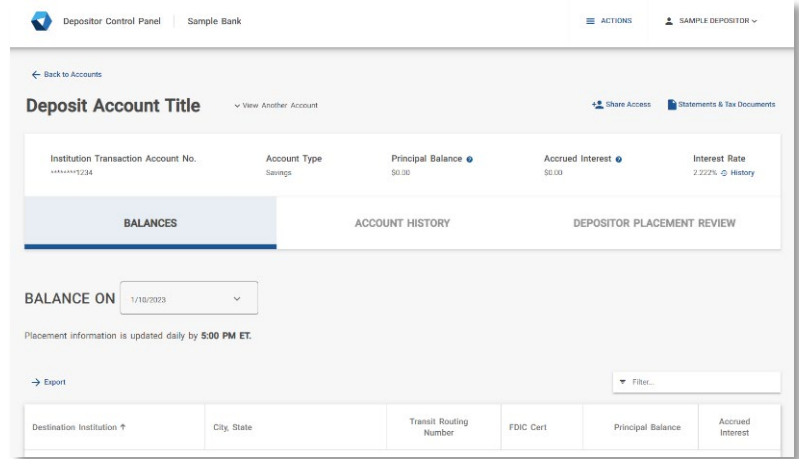 Depositor Control Panel Sample Bank ACTIONS SAMPLE DEPOSITOR
Back to Accounts
Deposit Account Title View Another Account Share Access Statements & Tax Documents
Institution Transaction Account No. Account Type Principal Balance Accrued Interest Interest Rate
********1234 Savings $0.00 $0.00 2.222% History
BALANCES ACCOUNT HISTORY DEPOSITOR PLACEMENT REVIEW
BALANCE ON 1/10/2023
Placement information is updated daily by 5:00 PM ET.
Export Filter...
Destination Institution ↑ City, State Transit Routing Number FDIC Cert Principal Balance Accrued Interest